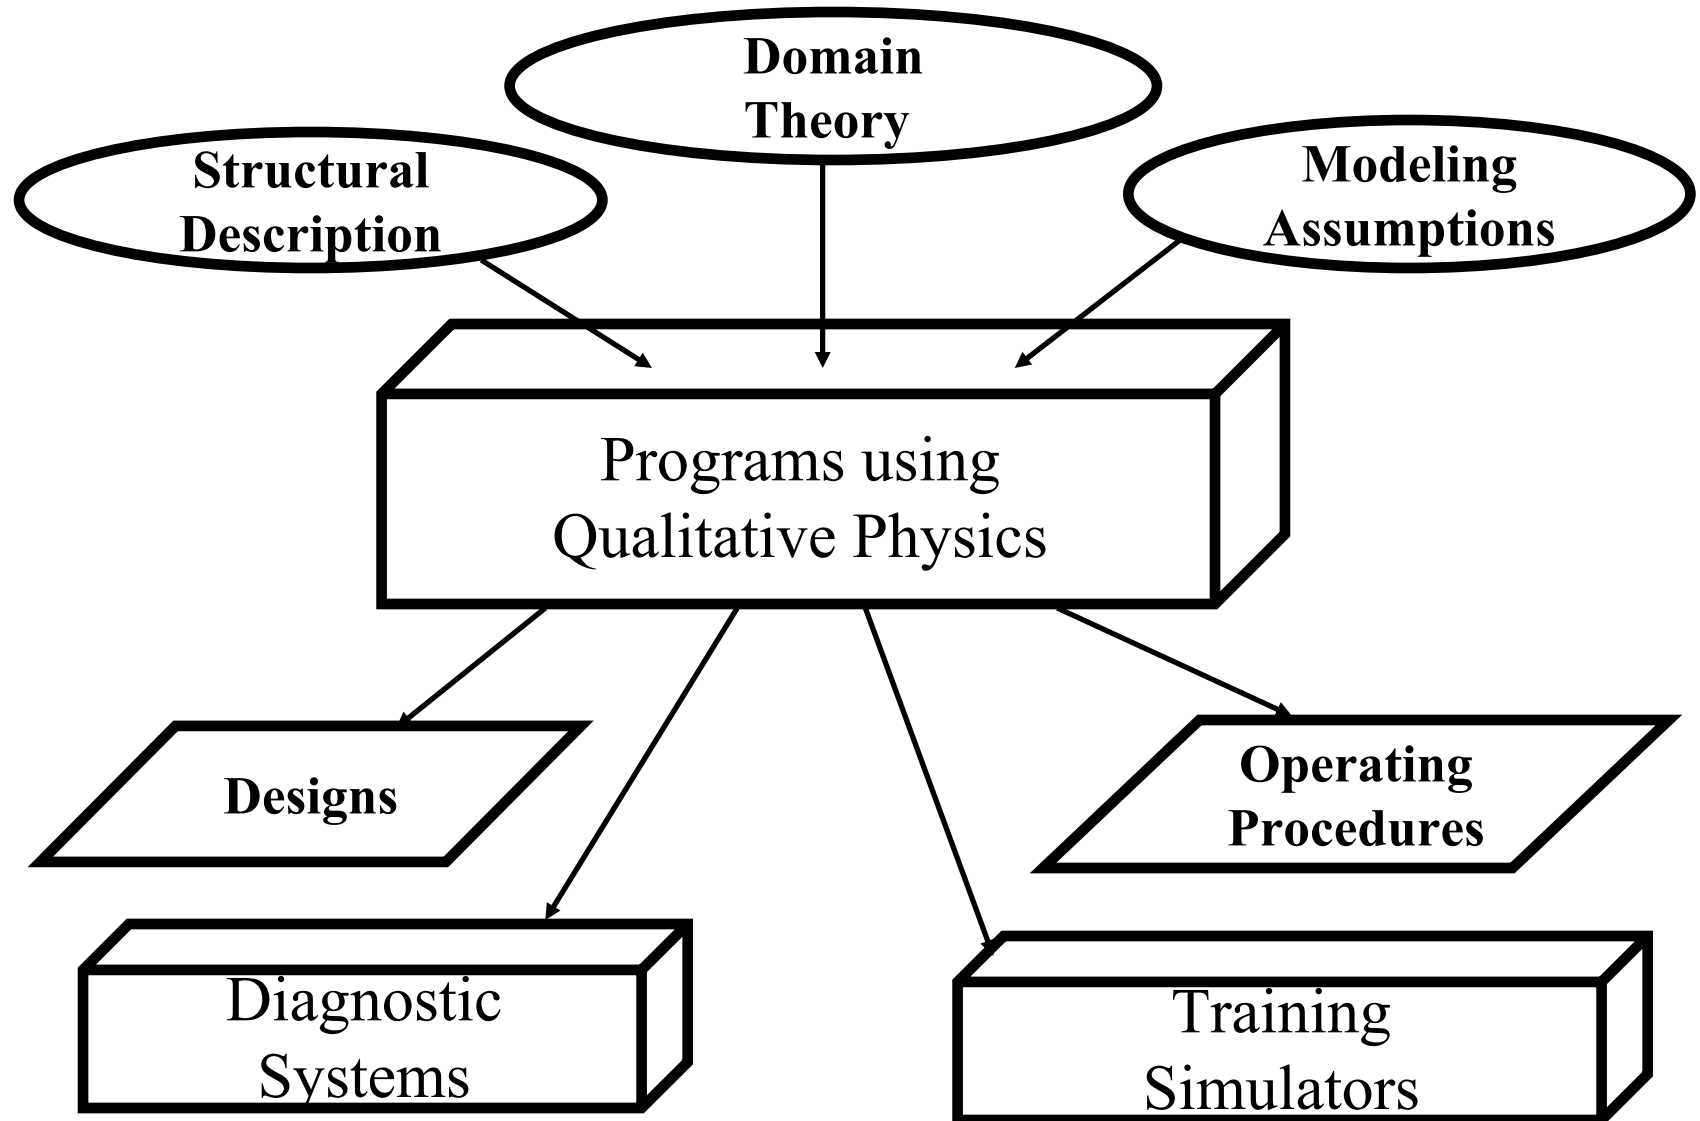 Domain
Theory
Structural
Description
Modeling
Assumptions
Programs using
Qualitative Physics
Designs
Operating
Procedures
Diagnostic
Systems
Training
Simulators